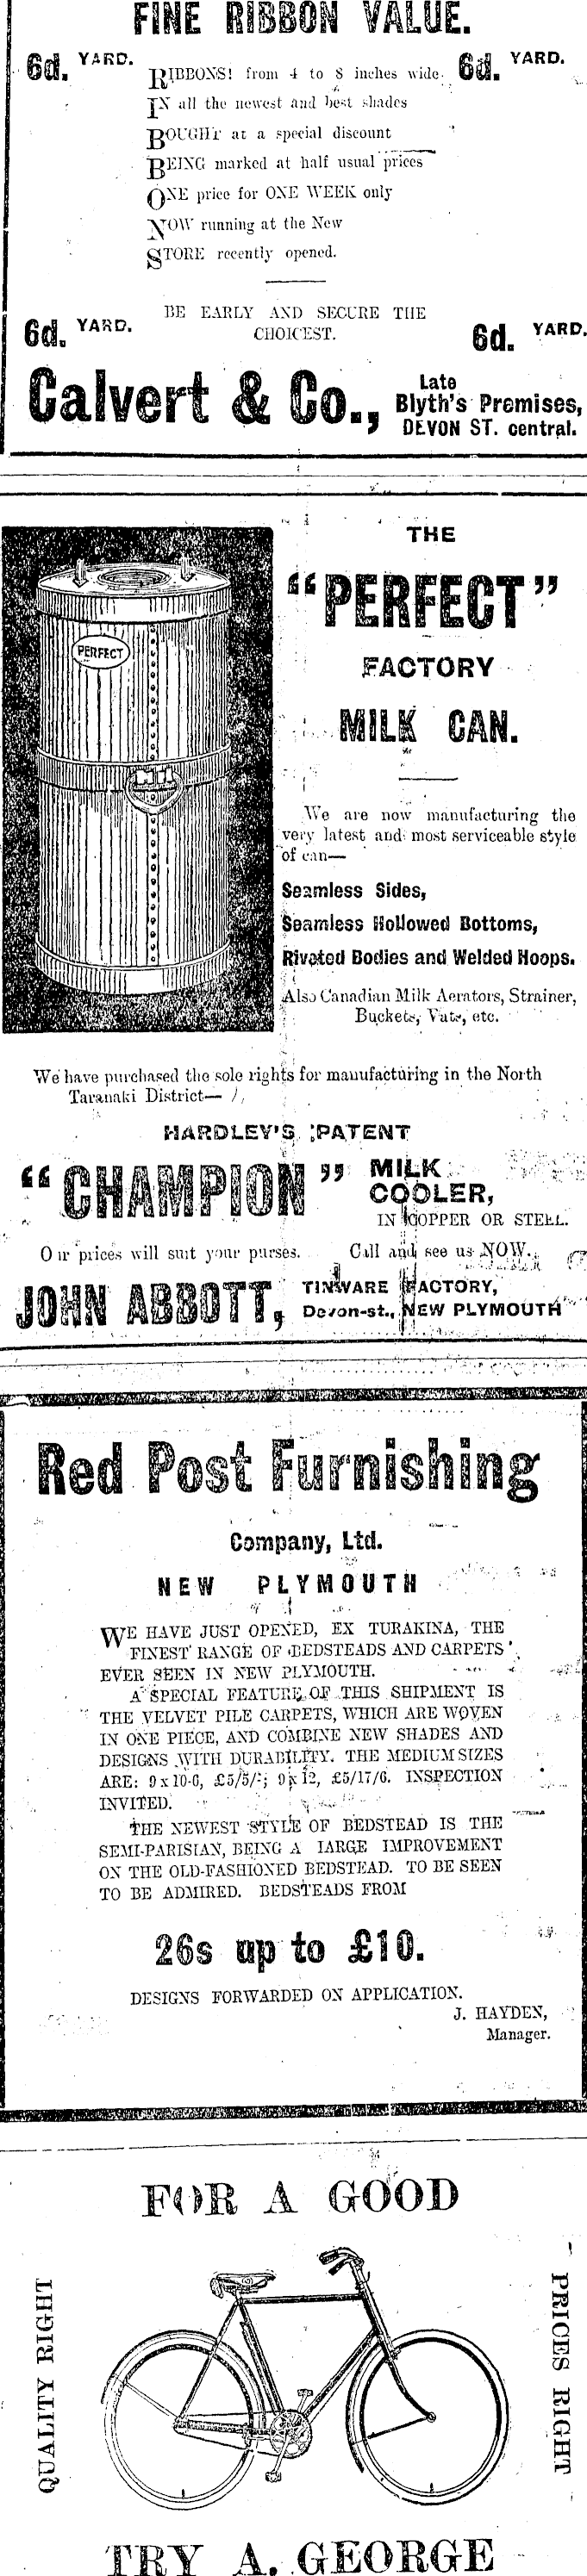 FINE RIBBON VALUE.
6d. YARD.
6d. YARD.
RIBBONS! from 4 to 8 inches wide
IN all the newest and best shades
BOUGHT at a special discount
BEING marked at half usual prices
ONE price for ONE WEEK only
NOW running at the New
STORE recently opened.
BE EARLY AND SECURE THE
CHOICEST.
6d. YARD.
6d. YARD.
Calvert & Co., Late
Blyth's Premises,
DEVON ST. central.
THE
"PERFECT"
FACTORY
MILK CAN.
PERFECT
We are now manufacturing the
very latest and most serviceable style
of can—
Seamless Sides,
Seamless Hollowed Bottoms,
Riveted Bodies and Welded Hoops.
Also Canadian Milk Aerators, Strainer,
Buckets, Vats, etc.
We have purchased the sole rights for manufacturing in the North
Taranaki District—
HARDLEY'S PATENT
"CHAMPION" MILK
COOLER,
IN COPPER OR STEEL.
Our prices will suit your purses. Call and see us NOW.
JOHN ABBOTT, TINWARE FACTORY,
Devon-st., NEW PLYMOUTH
Red Post Furnishing
Company, Ltd.
NEW PLYMOUTH
WE HAVE JUST OPENED, EX TURAKINA, THE
FINEST RANGE OF BEDSTEADS AND CARPETS
EVER SEEN IN NEW PLYMOUTH.
A SPECIAL FEATURE OF THIS SHIPMENT IS
THE VELVET PILE CARPETS, WHICH ARE WOVEN
IN ONE PIECE, AND COMBINE NEW SHADES AND
DESIGNS WITH DURABILITY. THE MEDIUM SIZES
ARE: 9 x 10-6, £5/5/-; 9 x 12, £5/17/6. INSPECTION
INVITED.
THE NEWEST STYLE OF BEDSTEAD IS THE
SEMI-PARISIAN, BEING A LARGE IMPROVEMENT
ON THE OLD-FASHIONED BEDSTEAD. TO BE SEEN
TO BE ADMIRED. BEDSTEADS FROM
26s up to £10.
DESIGNS FORWARDED ON APPLICATION.
J. HAYDEN,
Manager.
FOR A GOOD
QUALITY RIGHT
PRICES RIGHT
TRY A. GEORGE